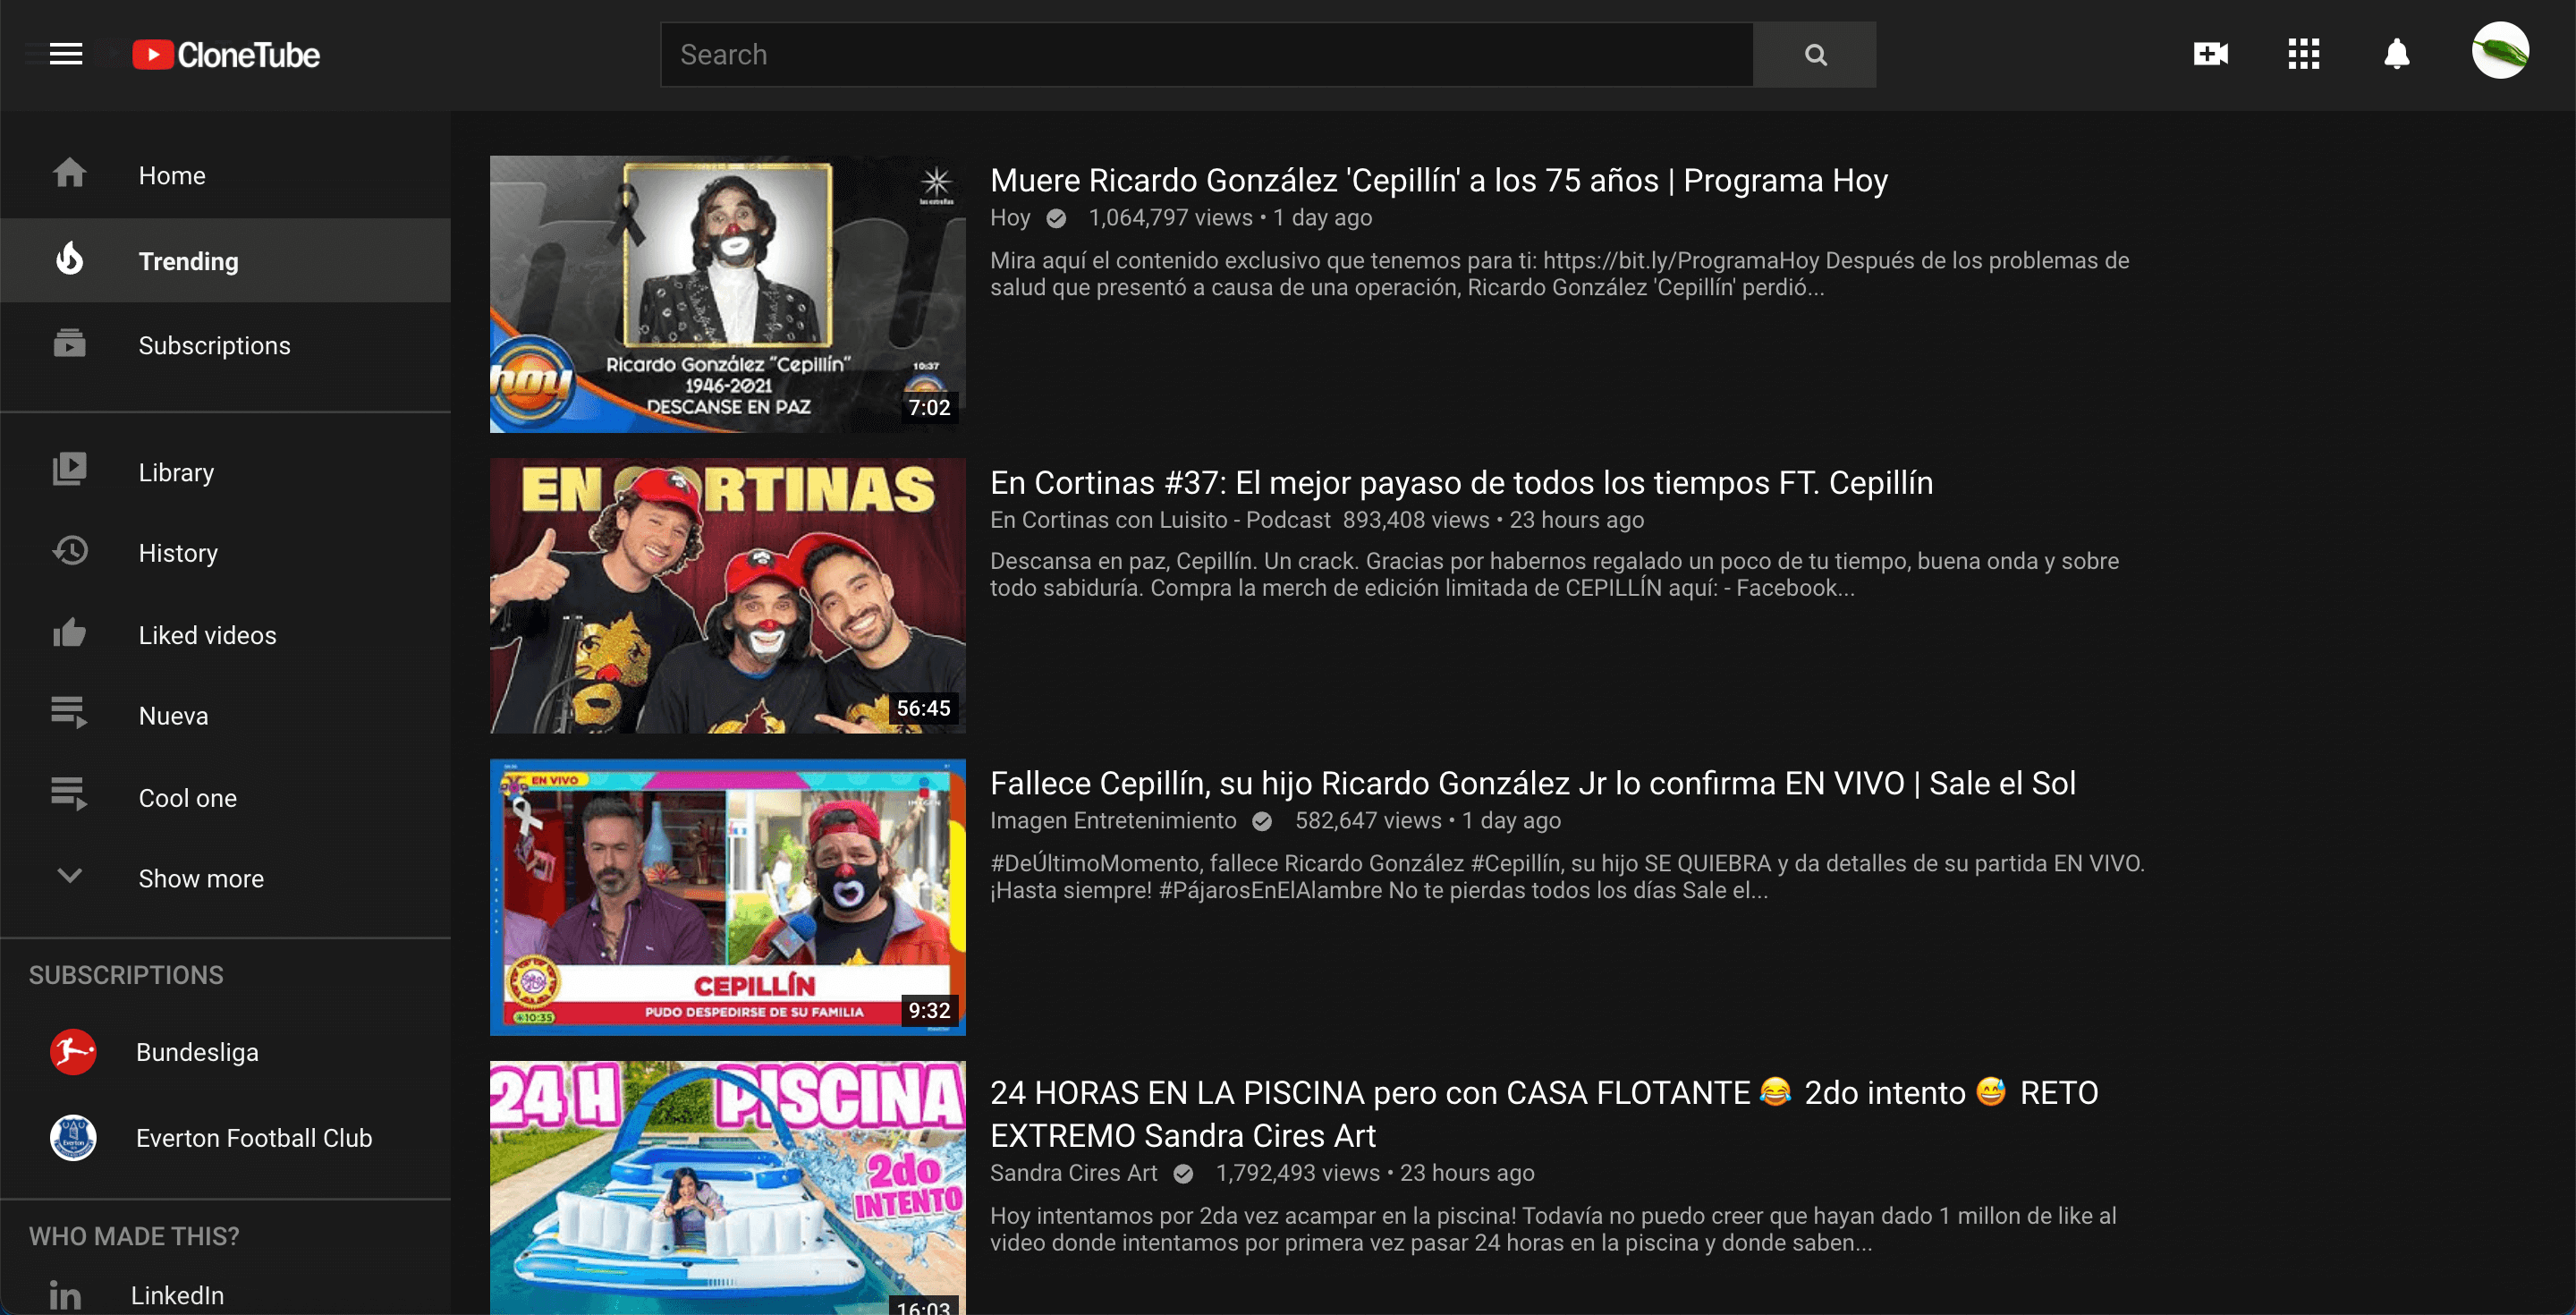 CloneTube
Search
Home
Trending
Subscriptions
Library
History
Liked videos
Nueva
Cool one
Show more
SUBSCRIPTIONS
Bundesliga
Everton Football Club
WHO MADE THIS?
LinkedIn
las estrellas
hoy
Ricardo González “Cepillín”
1946-2021
DESCANSE EN PAZ
10:37
7:02
Muere Ricardo González 'Cepillín' a los 75 años | Programa Hoy
Hoy 1,064,797 views • 1 day ago
Mira aquí el contenido exclusivo que tenemos para ti: https://bit.ly/ProgramaHoy Después de los problemas de
salud que presentó a causa de una operación, Ricardo González 'Cepillín' perdió...
EN CORTINAS
56:45
En Cortinas #37: El mejor payaso de todos los tiempos FT. Cepillín
En Cortinas con Luisito - Podcast 893,408 views • 23 hours ago
Descansa en paz, Cepillín. Un crack. Gracias por habernos regalado un poco de tu tiempo, buena onda y sobre
todo sabiduría. Compra la merch de edición limitada de CEPILLÍN aquí: - Facebook...
EN VIVO
CEPILLÍN
PUDO DESPEDIRSE DE SU FAMILIA
10:35
9:32
Fallece Cepillín, su hijo Ricardo González Jr lo confirma EN VIVO | Sale el Sol
Imagen Entretenimiento 582,647 views • 1 day ago
#DeÚltimoMomento, fallece Ricardo González #Cepillín, su hijo SE QUIEBRA y da detalles de su partida EN VIVO.
¡Hasta siempre! #PájarosEnElAlambre No te pierdas todos los días Sale el...
24 H PISCINA
2do
INTENTO
16:03
24 HORAS EN LA PISCINA pero con CASA FLOTANTE 😂 2do intento 😅 RETO
EXTREMO Sandra Cires Art
Sandra Cires Art 1,792,493 views • 23 hours ago
Hoy intentamos por 2da vez acampar en la piscina! Todavía no puedo creer que hayan dado 1 millon de like al
video donde intentamos por primera vez pasar 24 horas en la piscina y donde saben...